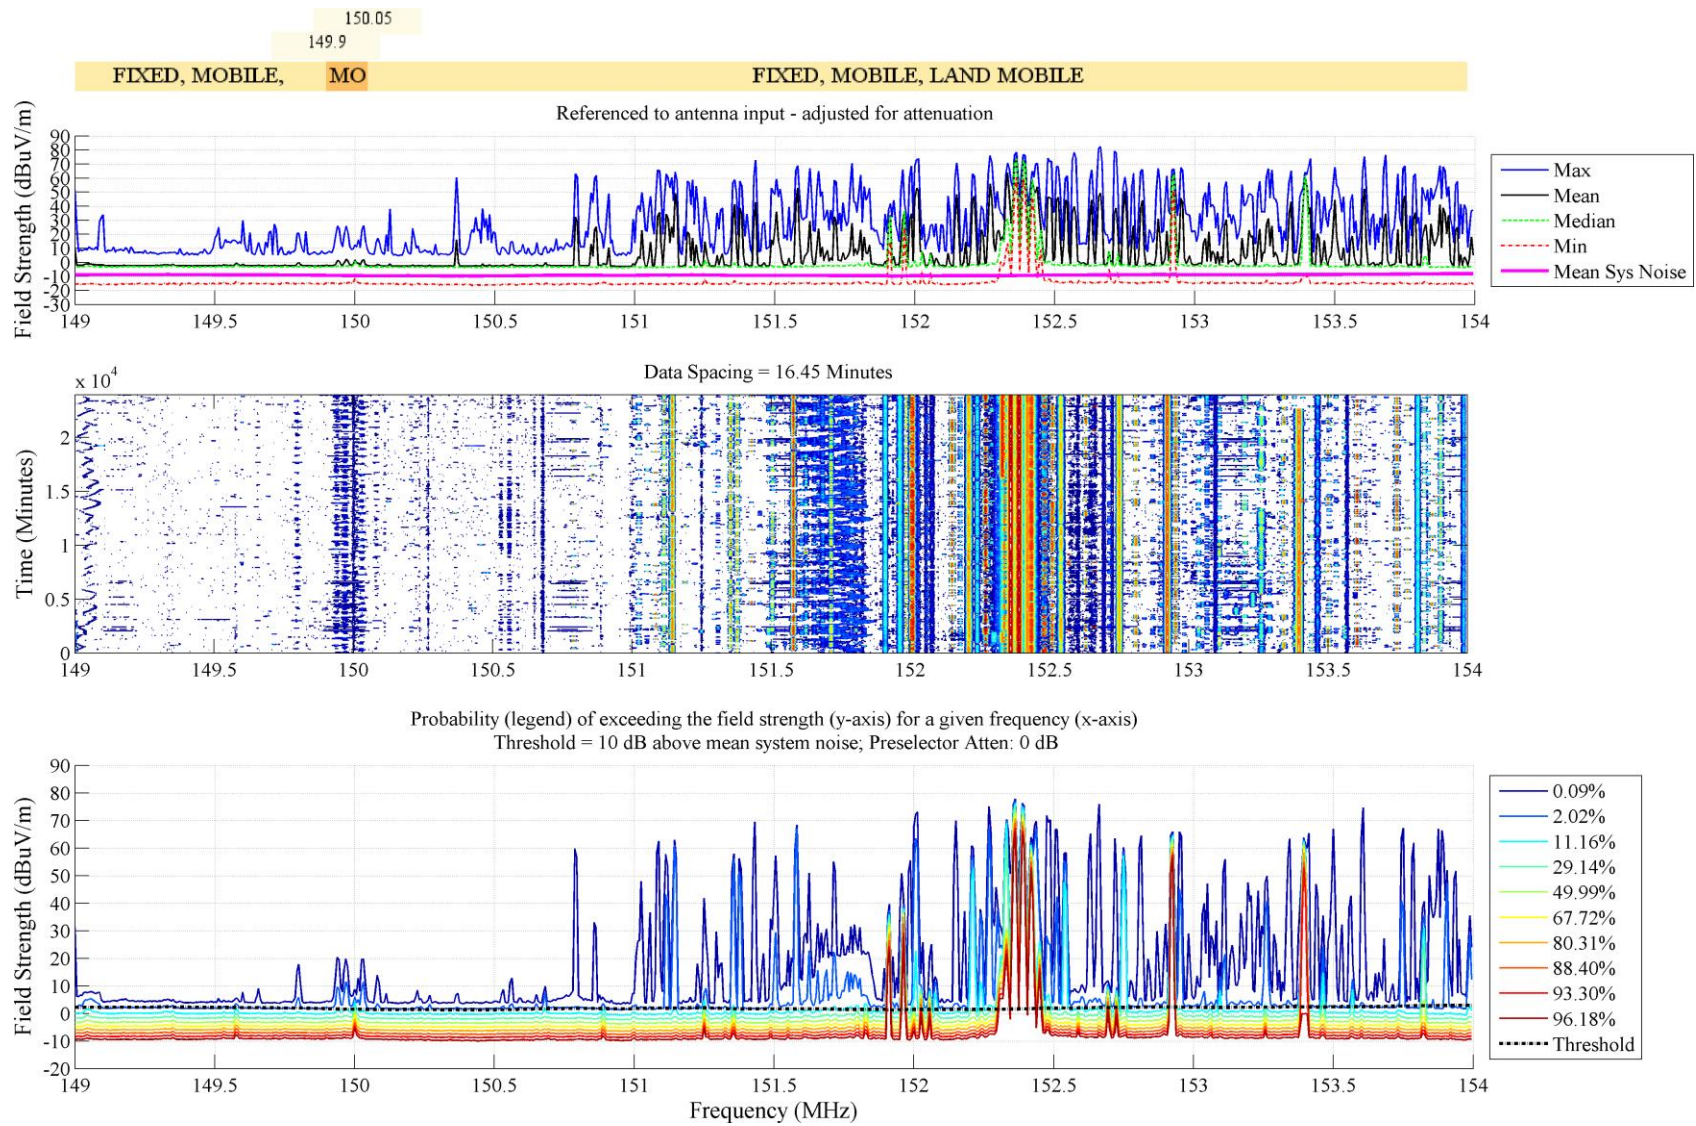 150.05
149.9
FIXED, MOBILE, MO FIXED, MOBILE, LAND MOBILE
Referenced to antenna input - adjusted for attenuation
Field Strength (dBuV/m)
90
80
70
60
50
40
30
20
10
0
-10
-20
-30
149 149.5 150 150.5 151 151.5 152 152.5 153 153.5 154
Max
Mean
Median
Min
Mean Sys Noise
Data Spacing = 16.45 Minutes
x 10^4
Time (Minutes)
2
1.5
1
0.5
0
149 149.5 150 150.5 151 151.5 152 152.5 153 153.5 154
Probability (legend) of exceeding the field strength (y-axis) for a given frequency (x-axis)
Threshold = 10 dB above mean system noise; Preselector Atten: 0 dB
Field Strength (dBuV/m)
90
80
70
60
50
40
30
20
10
0
-10
-20
149 149.5 150 150.5 151 151.5 152 152.5 153 153.5 154
Frequency (MHz)
0.09%
2.02%
11.16%
29.14%
49.99%
67.72%
80.31%
88.40%
93.30%
96.18%
Threshold